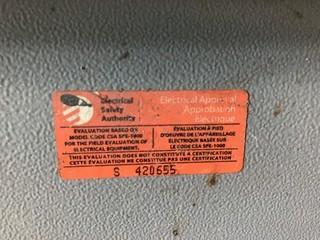 Electrical
Safety
Authority
Electrical Approval
Approbation
Électrique
EVALUATION BASED ON
MODEL CODE CSA SPE-1000
FOR THE FIELD EVALUATION OF
ELECTRICAL EQUIPMENT.
ÉVALUATION À PIED
D'OEUVRE DE L'APPAREILLAGE
ÉLECTRIQUE BASÉE SUR
LE CODE CSA SPE-1000
THIS EVALUATION DOES NOT CONSTITUTE A CERTIFICATION
CETTE ÉVALUATION NE CONSTITUE PAS UNE CERTIFICATION
S 420655